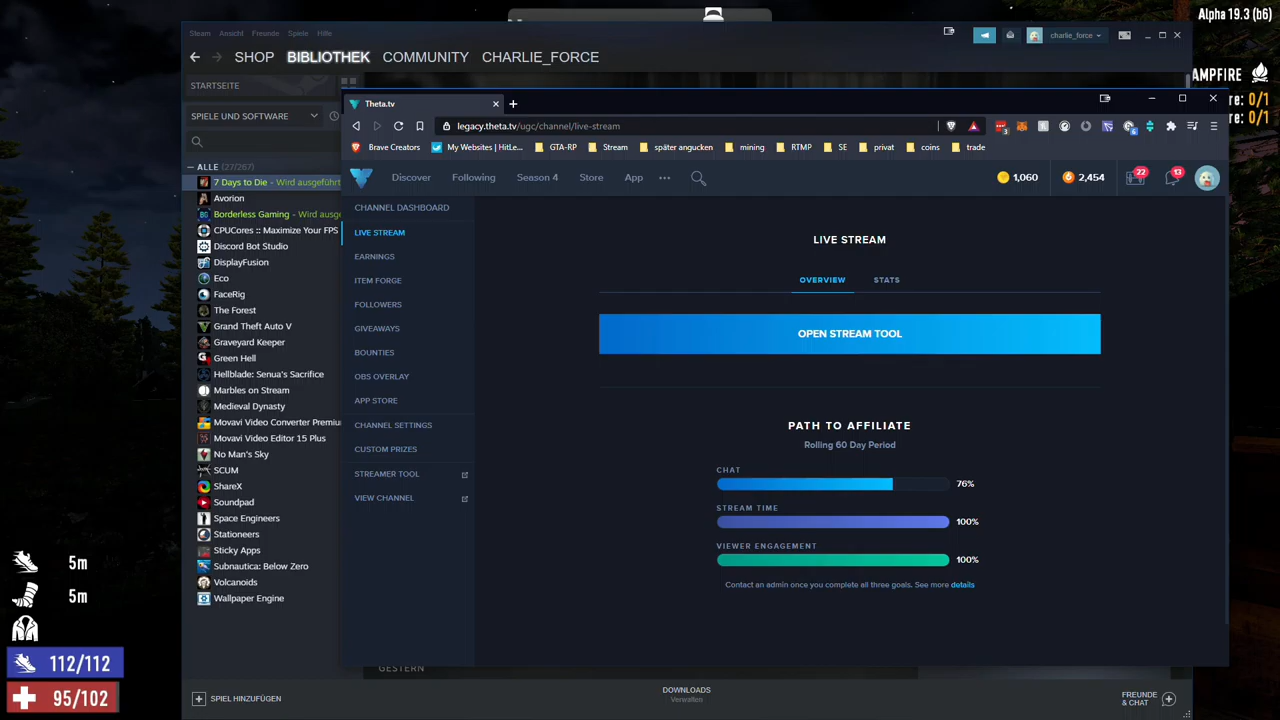 Alpha 19.3 (b6)
Steam Ansicht Freunde Spiele Hilfe
charlie_force
SHOP BIBLIOTHEK COMMUNITY CHARLIE_FORCE
AMPFIRE
re: 0/1
re: 0/1
STARTSEITE
SPIELE UND SOFTWARE
ALLE (27/267)
7 Days to Die - Wird ausgeführt
Avorion
Borderless Gaming - Wird ausge
CPUCores :: Maximize Your FPS
Discord Bot Studio
DisplayFusion
Eco
FaceRig
The Forest
Grand Theft Auto V
Graveyard Keeper
Green Hell
Hellblade: Senua's Sacrifice
Marbles on Stream
Medieval Dynasty
Movavi Video Converter Premium
Movavi Video Editor 15 Plus
No Man's Sky
SCUM
ShareX
Soundpad
Space Engineers
Stationeers
Sticky Apps
Subnautica: Below Zero
Volcanoids
Wallpaper Engine
Theta.tv
legacy.theta.tv/ugc/channel/live-stream
Brave Creators My Websites | HitLe... GTA-RP Stream später angucken mining RTMP SE privat coins trade
Discover Following Season 4 Store App 1,060 2,454 22 13
CHANNEL DASHBOARD
LIVE STREAM
EARNINGS
ITEM FORGE
FOLLOWERS
GIVEAWAYS
BOUNTIES
OBS OVERLAY
APP STORE
CHANNEL SETTINGS
CUSTOM PRIZES
STREAMER TOOL
VIEW CHANNEL
LIVE STREAM
OVERVIEW STATS
OPEN STREAM TOOL
PATH TO AFFILIATE
Rolling 60 Day Period
CHAT
76%
STREAM TIME
100%
VIEWER ENGAGEMENT
100%
Contact an admin once you complete all three goals. See more details
GESTERN
5m
5m
112/112
95/102
SPIEL HINZUFÜGEN
DOWNLOADS
Verwalten
FREUNDE
& CHAT